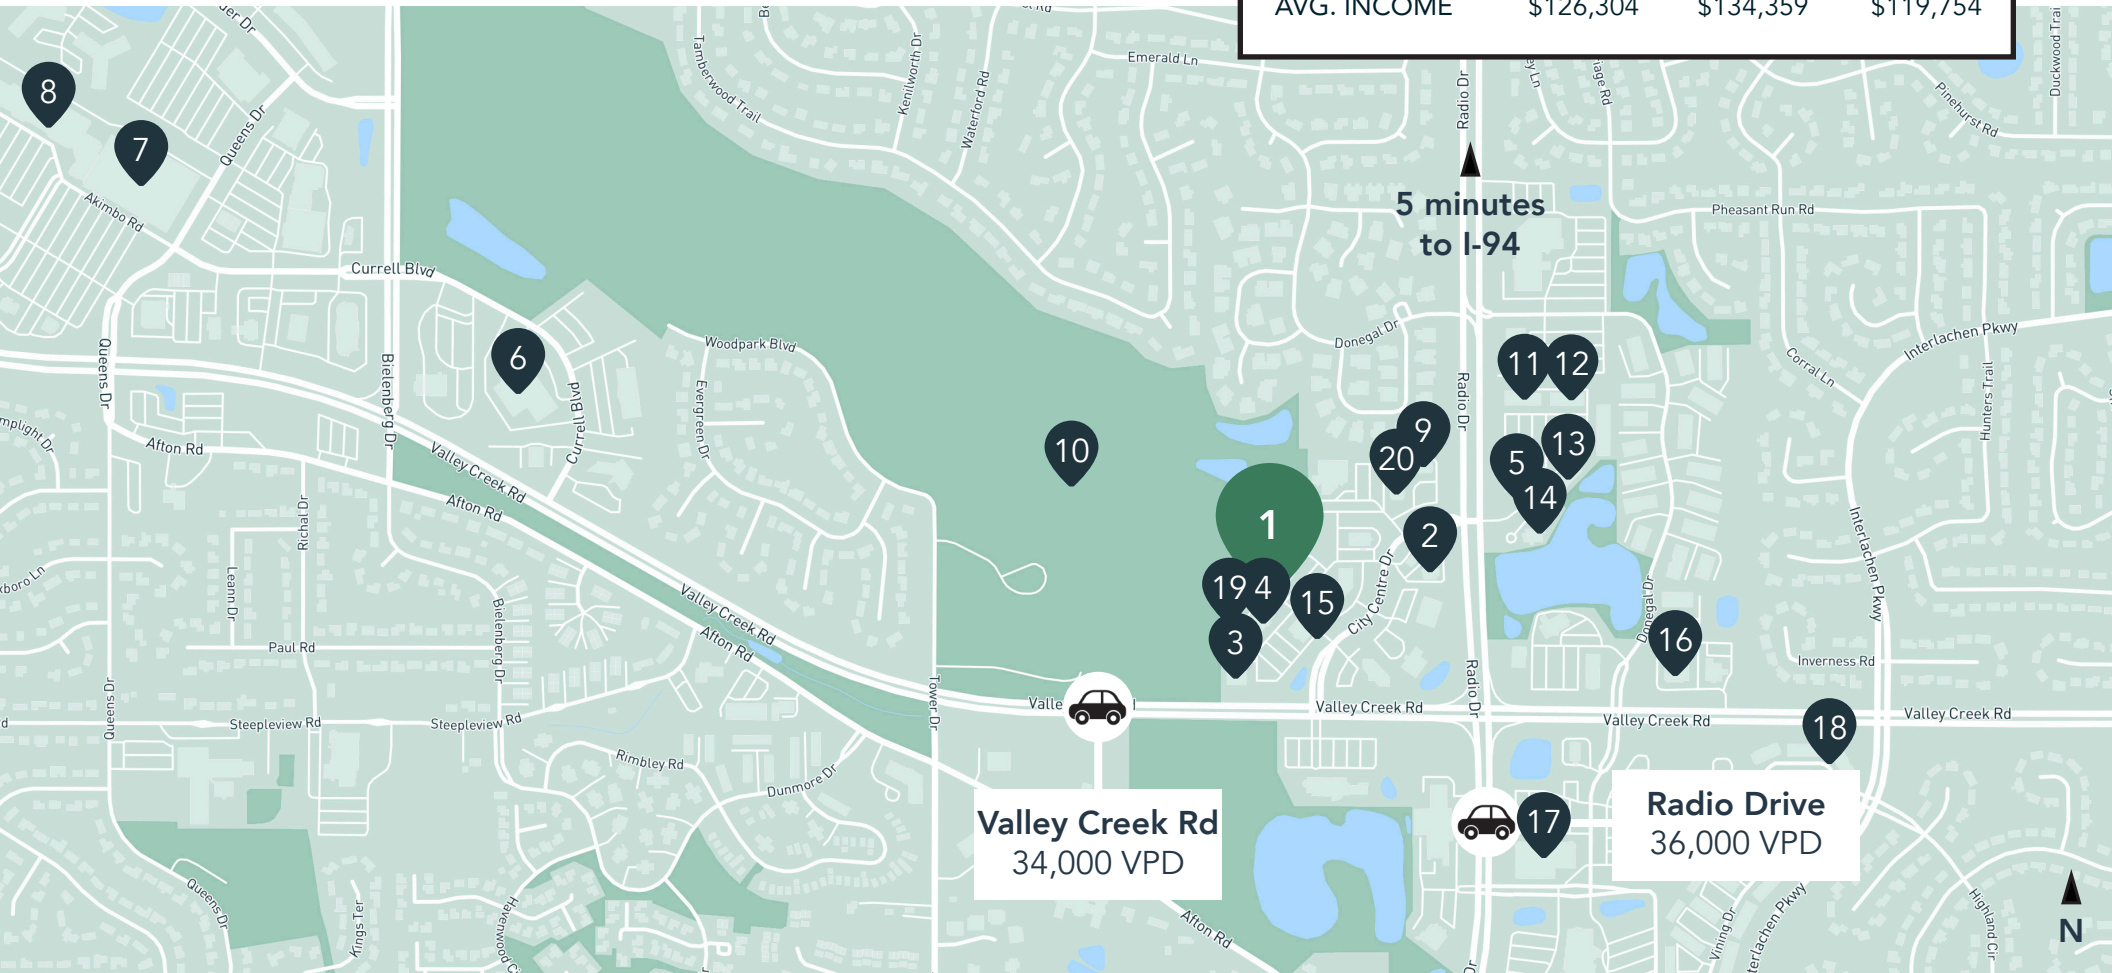 AVG. INCOME $126,304 $134,359 $119,754
Emerald Ln
Tamberwood Trail
Kenilworth Dr
Waterford Rd
Radio Dr
Pinehurst Rd
Duckwood Trai
8
7
Queens Dr
Akimbo Rd
5 minutes
to I-94
Pheasant Run Rd
Currell Blvd
Woodpark Blvd
Donegal Dr
Interlachen Pkwy
Queens Dr
Bielenberg Dr
6
Currell Blvd
Evergreen Dr
11
12
Radio Dr
Corral Ln
Hunters Trail
Afton Rd
Valley Creek Rd
Afton Rd
10
9
20
5
13
14
1
2
Richal Dr
Leann Dr
Bielenberg Dr
Paul Rd
Valley Creek Rd
Afton Rd
19
4
15
3
City Centre Dr
Donegal Dr
16
Interlachen Pkwy
Inverness Rd
Queens Dr
Steepleview Rd
Steepleview Rd
Tower Dr
Valle
Valley Creek Rd
Radio Dr
Valley Creek Rd
18
Valley Creek Rd
Rimbley Rd
Dunmore Dr
Valley Creek Rd
34,000 VPD
17
Radio Drive
36,000 VPD
Queens Dr
Kings Ter
Afton Rd
Vining Dr
terlachen Pkwy
Highland Cir
N